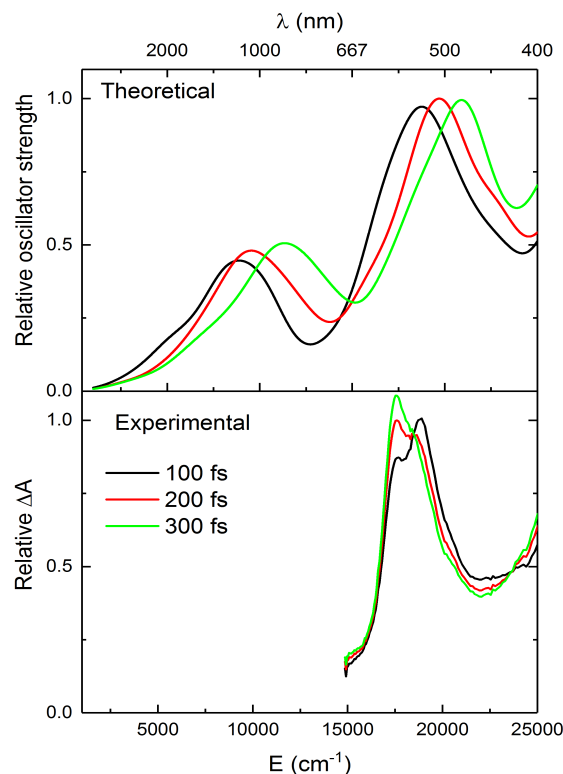 λ (nm)
2000 1000 667 500 400
Theoretical
Relative oscillator strength
1.0
0.5
0.0
Experimental
100 fs
200 fs
300 fs
Relative ΔA
1.0
0.5
0.0
5000 10000 15000 20000 25000
E (cm⁻¹)